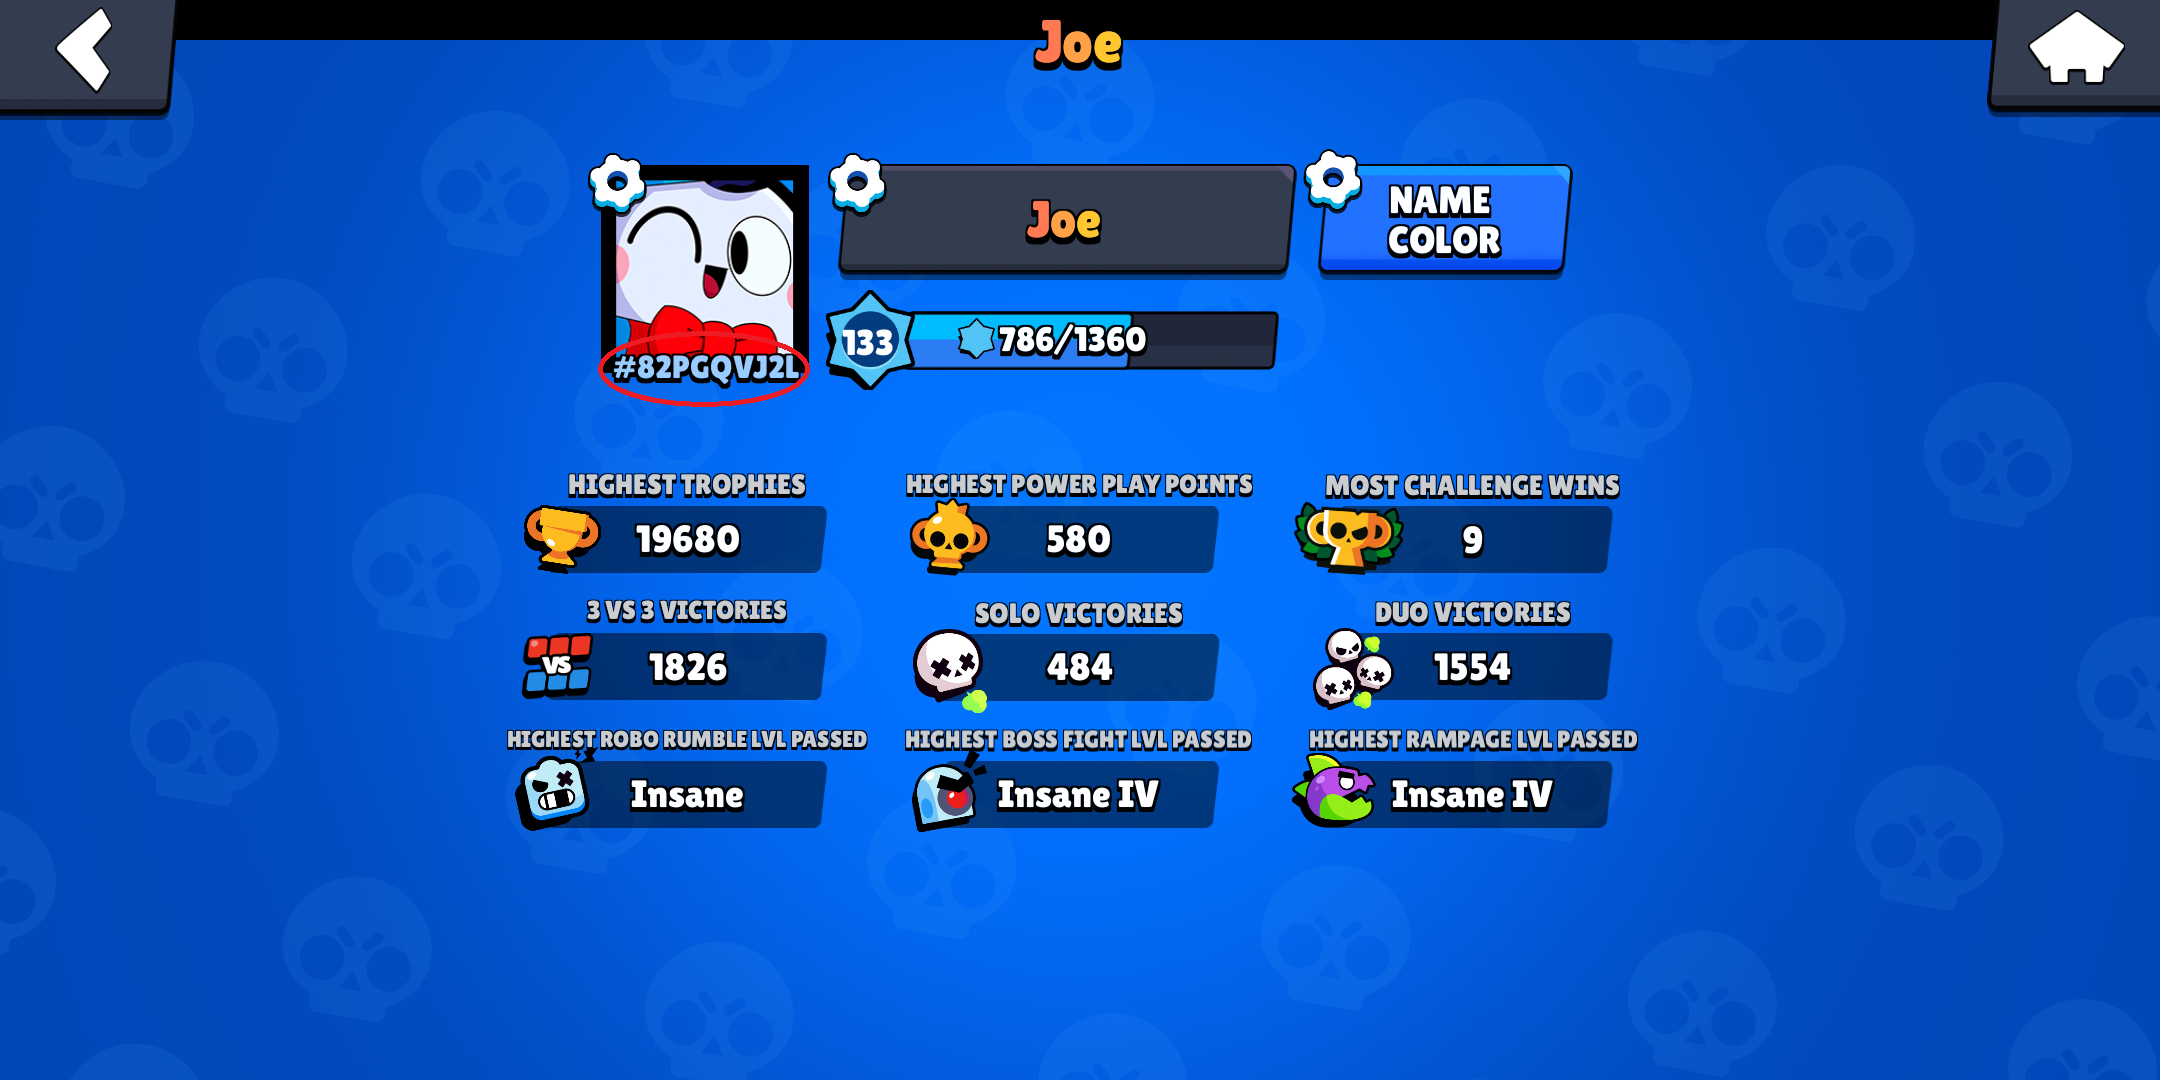 Joe
Joe
NAME
COLOR
#82PGQVJ2L
133
786/1360
HIGHEST TROPHIES
19680
HIGHEST POWER PLAY POINTS
580
MOST CHALLENGE WINS
9
3 VS 3 VICTORIES
VS
1826
SOLO VICTORIES
484
DUO VICTORIES
1554
HIGHEST ROBO RUMBLE LVL PASSED
Insane
HIGHEST BOSS FIGHT LVL PASSED
Insane IV
HIGHEST RAMPAGE LVL PASSED
Insane IV